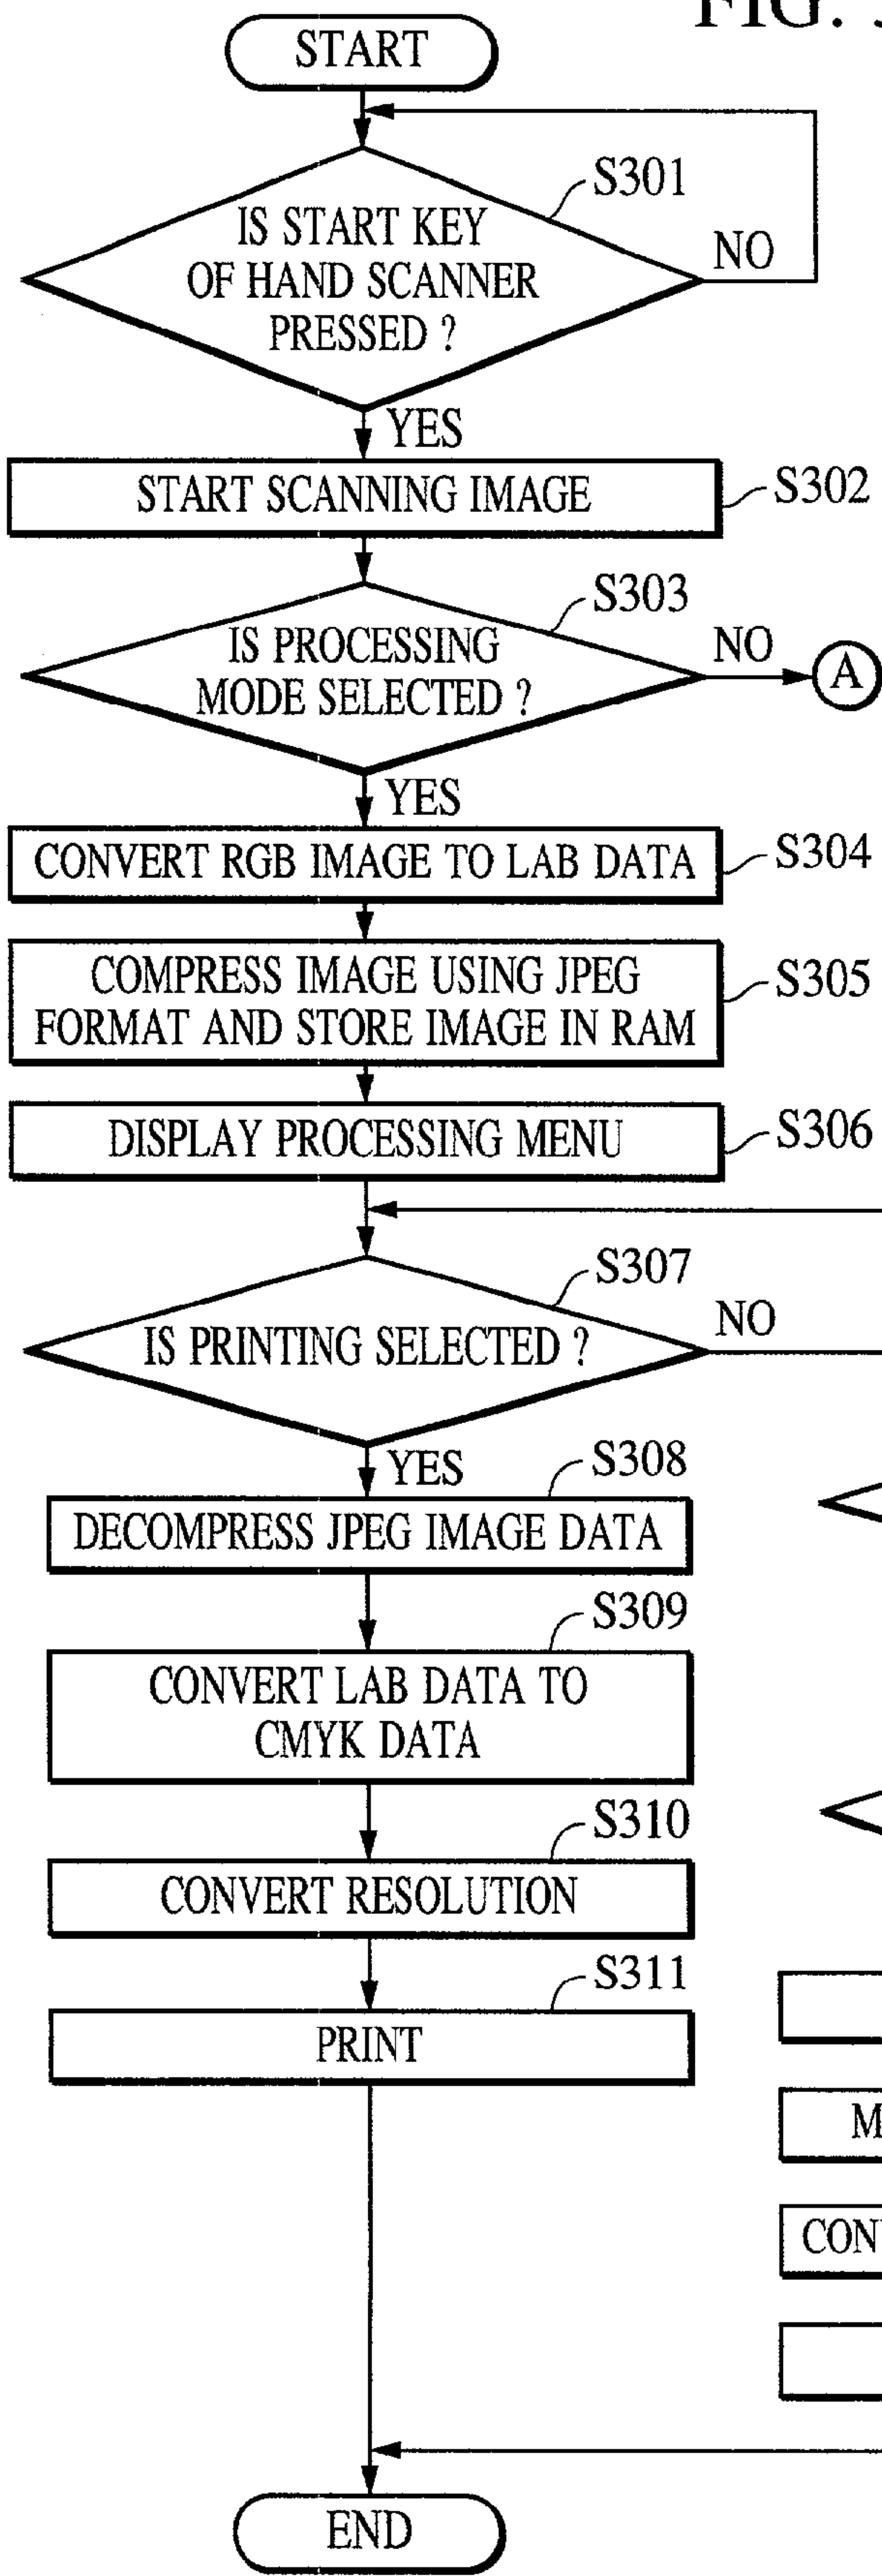 FIG.
START
S301
IS START KEY
OF HAND SCANNER
PRESSED ?
NO
YES
START SCANNING IMAGE
S302
S303
IS PROCESSING
MODE SELECTED ?
NO
A
YES
CONVERT RGB IMAGE TO LAB DATA
S304
COMPRESS IMAGE USING JPEG
FORMAT AND STORE IMAGE IN RAM
S305
DISPLAY PROCESSING MENU
S306
S307
IS PRINTING SELECTED ?
NO
YES
S308
DECOMPRESS JPEG IMAGE DATA
S309
CONVERT LAB DATA TO
CMYK DATA
S310
CONVERT RESOLUTION
S311
PRINT
M
CON
END